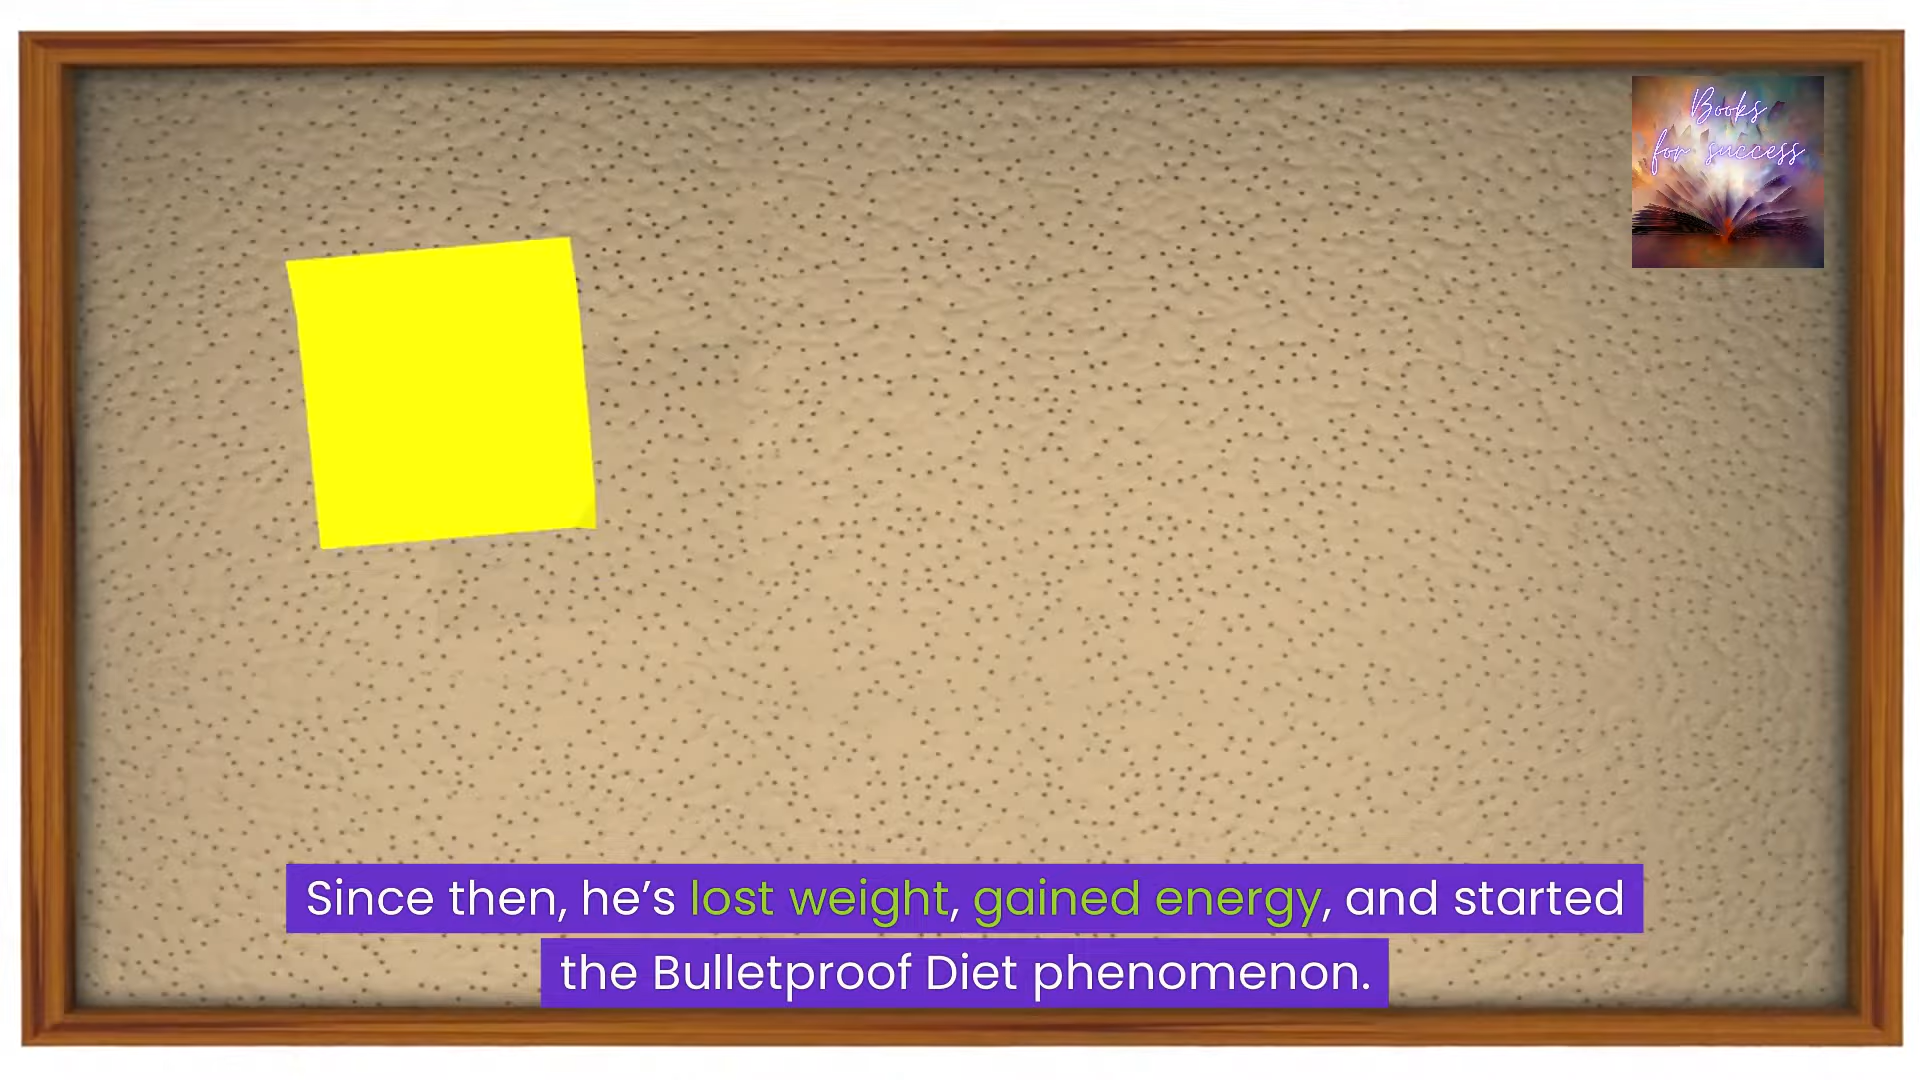 Books
for success
Since then, he’s lost weight, gained energy, and started
the Bulletproof Diet phenomenon.